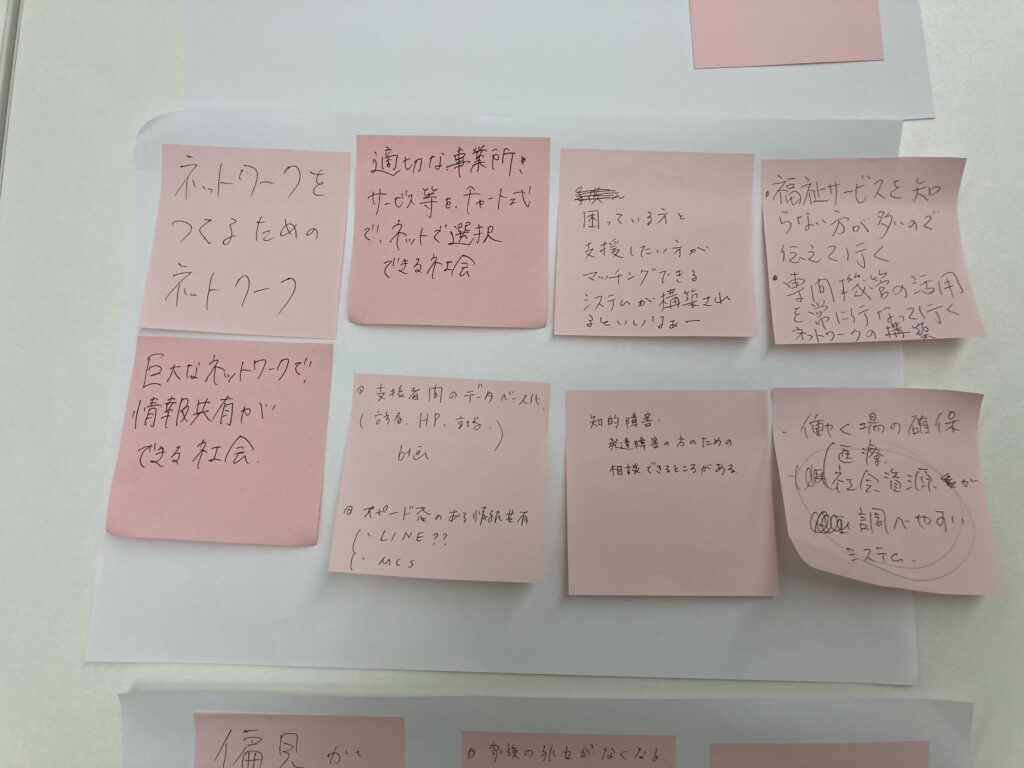 ネットワークを
つくるための
ネットワーク
適切な事業所!
サービス等を、チャート式
で、ネットで選択
できる社会
困っている方と
支援したい方が
マッチングできる
システムが構築され
るといいなぁー
・福祉サービスを知
らない方が多いので
伝えて行く
・専門機管の活用
を常に行なって行く
ネットワークの構築
巨大なネットワークで!
情報共有が
できる社会.
支援者間のデータベース化
HP.
スピード感のある情報共有
・LINE??
・MCS
知的障害.
発達障害の方のための
相談できるところがある.
・働く場の確保
医療
社会資源 が
調べやすい
システム.
偏見が
家族の孤立がなくなる.